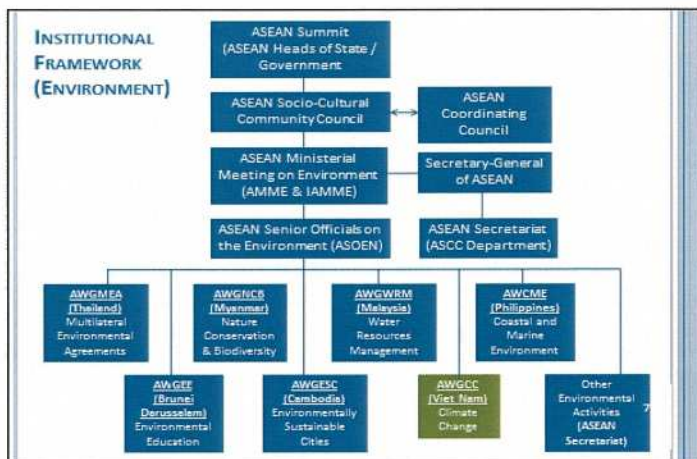 INSTITUTIONAL
FRAMEWORK
(ENVIRONMENT)
ASEAN Summit
(ASEAN Heads of State /
Government
ASEAN Socio-Cultural
Community Council
ASEAN
Coordinating
Council
ASEAN Ministerial
Meeting on Environment
(AMME & IAMME)
Secretary-General
of ASEAN
ASEAN Senior Officials on
the Environment (ASOEN)
ASEAN Secretariat
(ASCC Department)
AWGMEA
(Thailand)
Multilateral
Environmental
Agreements
AWGNCB
(Myanmar)
Nature
Conservation
& Biodiversity
AWGWRM
(Malaysia)
Water
Resources
Management
AWCME
(Philippines)
Coastal and
Marine
Environment
AWGEE
(Brunei
Darussalam)
Environmental
Education
AWGESC
(Cambodia)
Environmentally
Sustainable
Cities
AWGCC
(Viet Nam)
Climate
Change
Other
Environmental
Activities
(ASEAN
Secretariat)
7